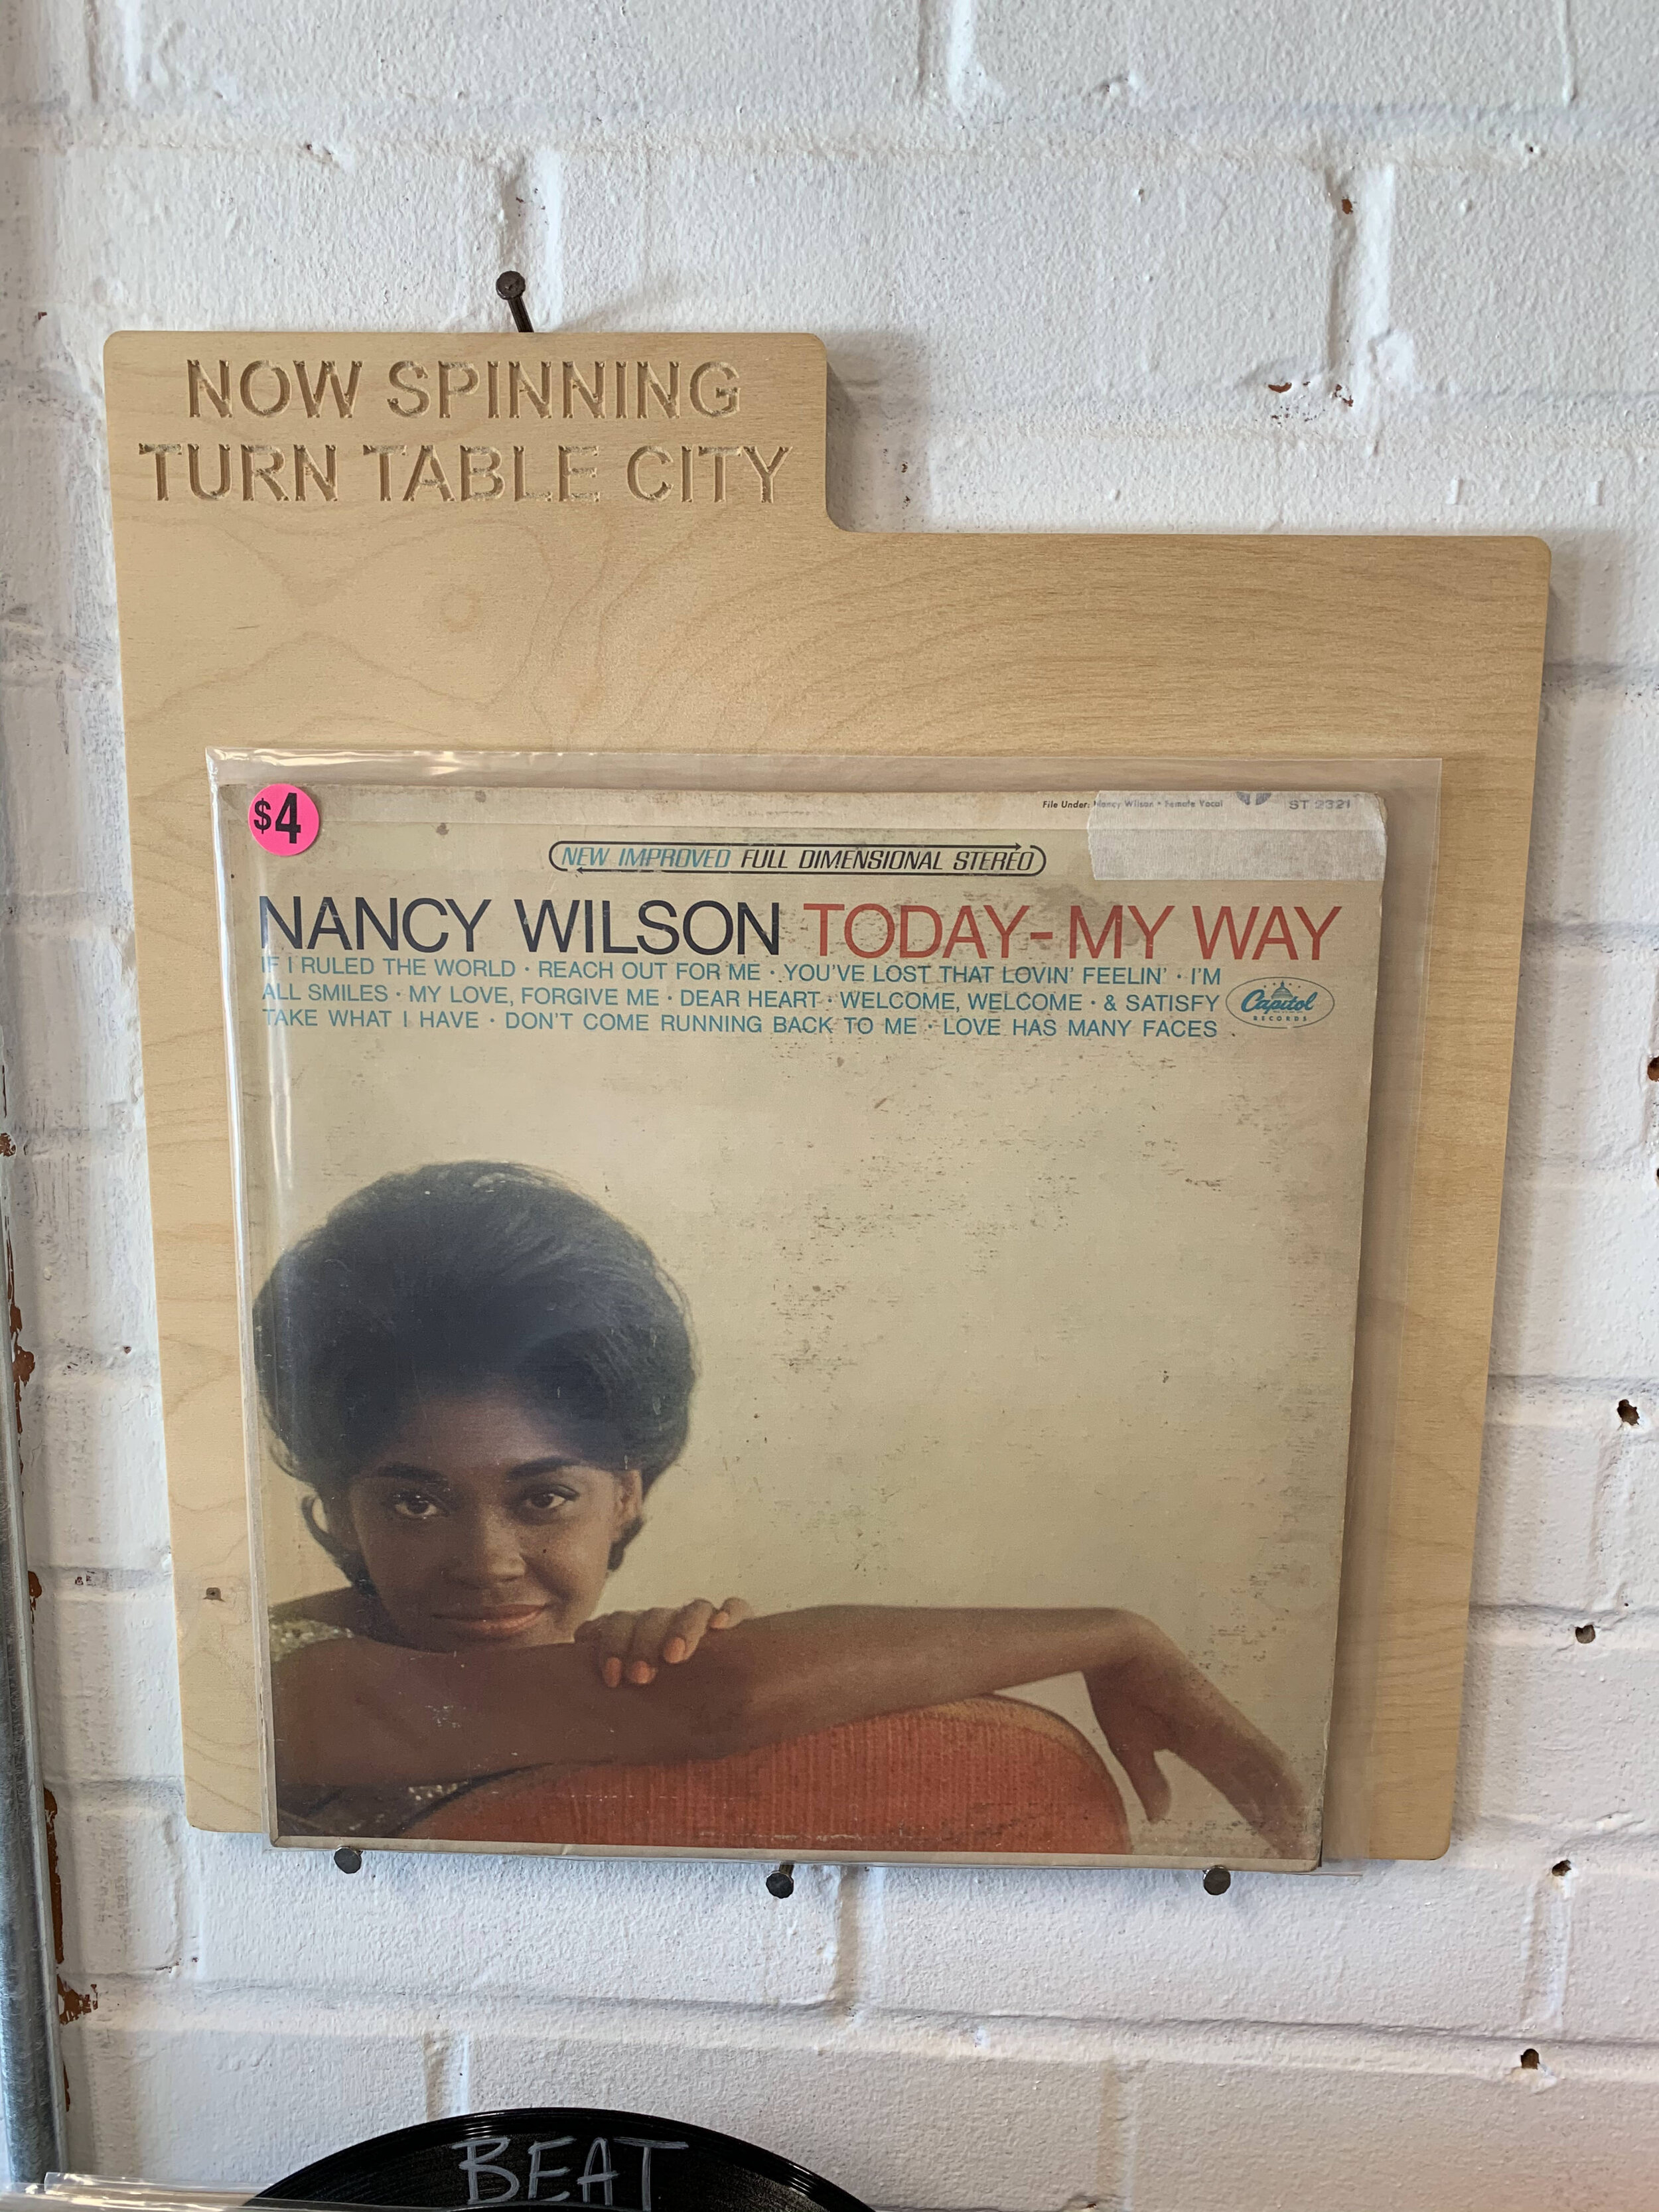 NOW SPINNING
TURN TABLE CITY
$4
File Under: Nancy Wilson • Female Vocal
ST 2321
NEW IMPROVED FULL DIMENSIONAL STEREO
NANCY WILSON TODAY-MY WAY
IF I RULED THE WORLD · REACH OUT FOR ME · YOU'VE LOST THAT LOVIN' FEELIN' · I'M
ALL SMILES · MY LOVE, FORGIVE ME · DEAR HEART · WELCOME, WELCOME · & SATISFY
TAKE WHAT I HAVE · DON'T COME RUNNING BACK TO ME · LOVE HAS MANY FACES
Capitol
RECORDS
BEAT